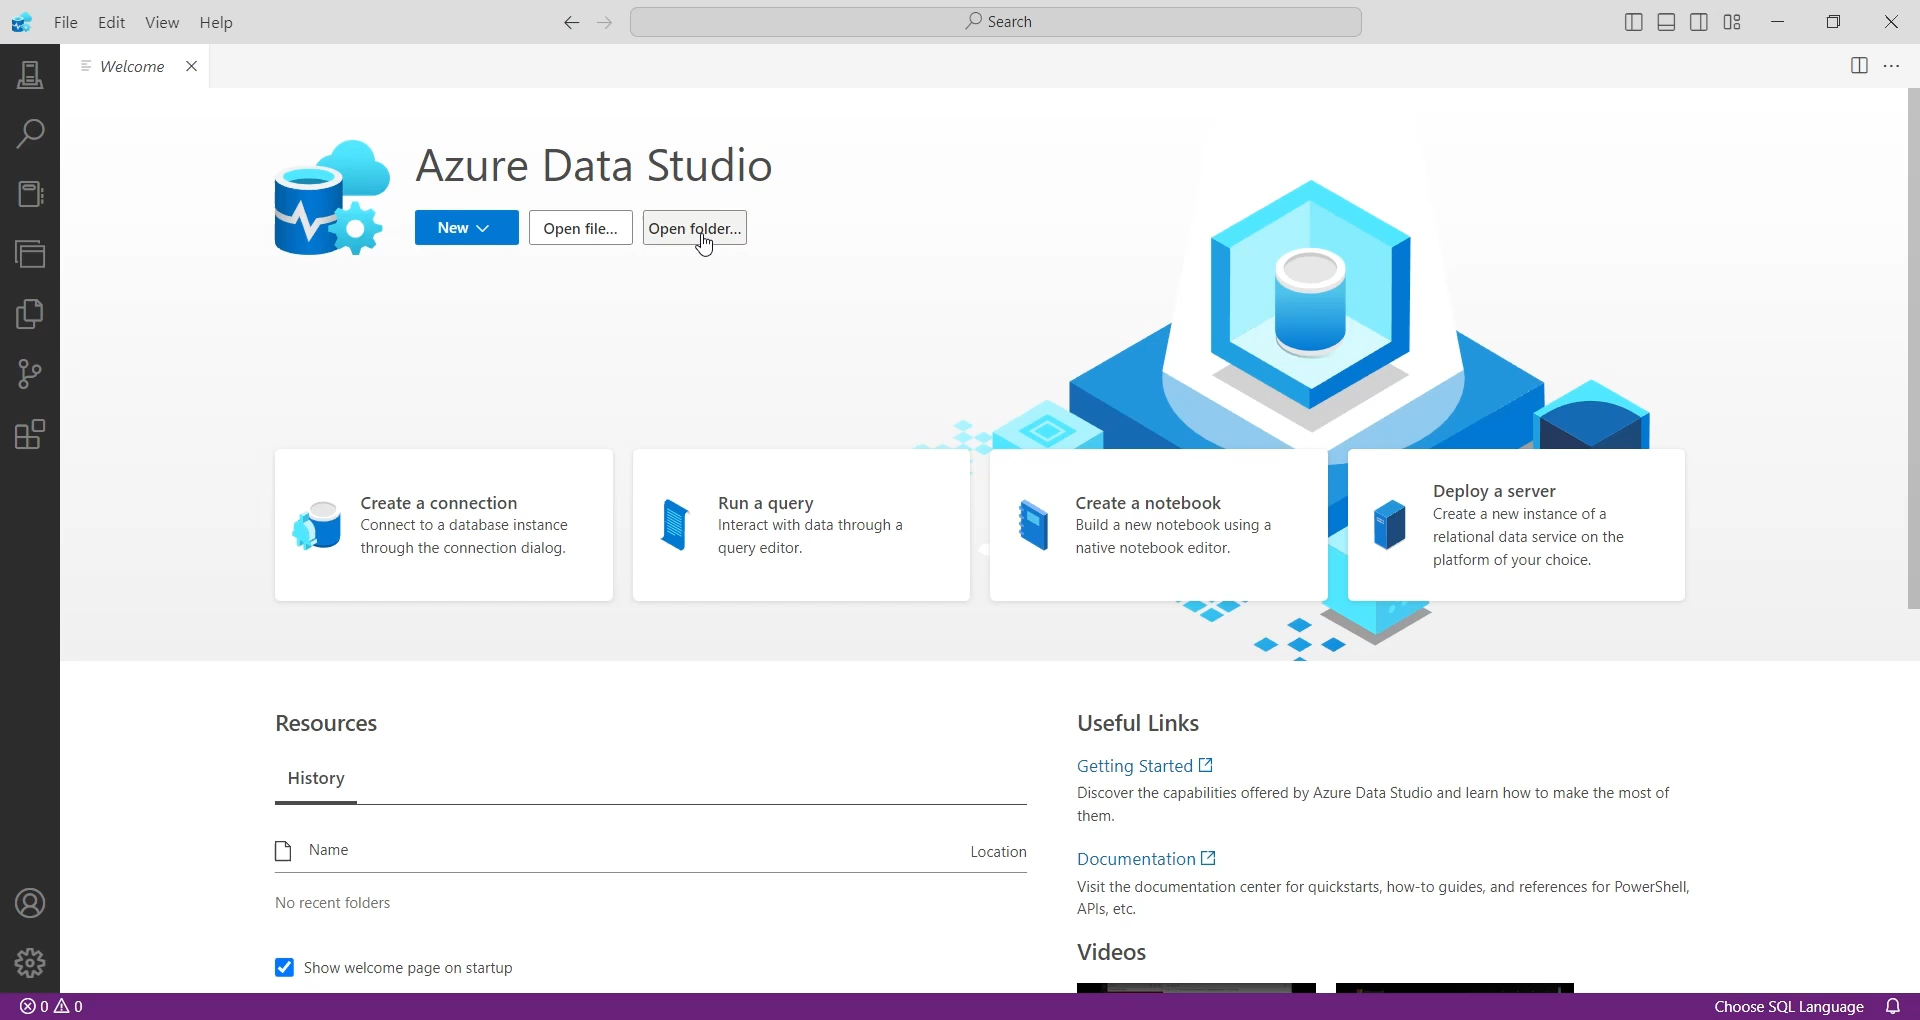 File Edit View Help
Search
Welcome
Azure Data Studio
New Open file... Open folder...
Create a connection
Connect to a database instance
through the connection dialog.
Run a query
Interact with data through a
query editor.
Create a notebook
Build a new notebook using a
native notebook editor.
Deploy a server
Create a new instance of a
relational data service on the
platform of your choice.
Resources
History
Name Location
No recent folders
Show welcome page on startup
Useful Links
Getting Started
Discover the capabilities offered by Azure Data Studio and learn how to make the most of
them.
Documentation
Visit the documentation center for quickstarts, how-to guides, and references for PowerShell,
APIs, etc.
Videos
0 0
Choose SQL Language